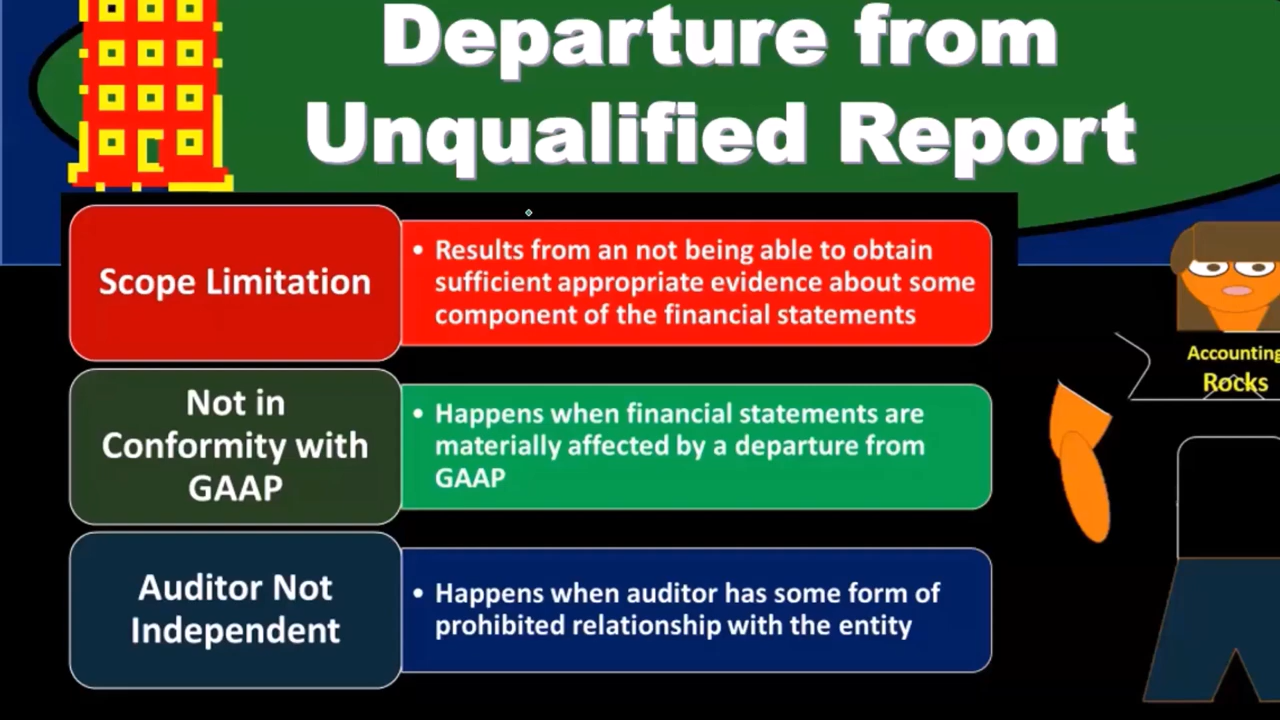 Departure from
Unqualified Report
Scope Limitation
• Results from an not being able to obtain
sufficient appropriate evidence about some
component of the financial statements
Not in
Conformity with
GAAP
• Happens when financial statements are
materially affected by a departure from
GAAP
Auditor Not
Independent
• Happens when auditor has some form of
prohibited relationship with the entity
Accounting
Rocks